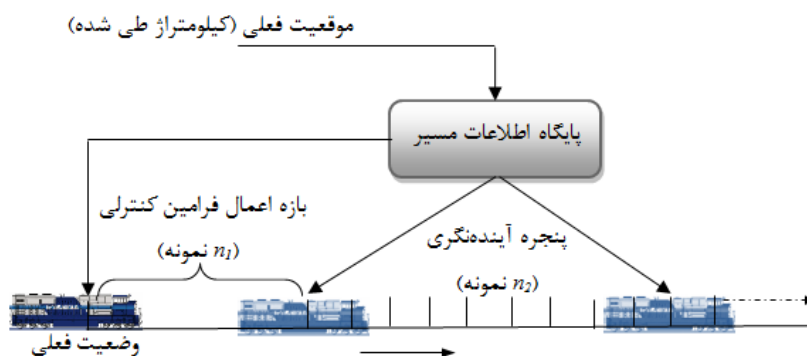 موقعیت فعلی (کیلومتراژ طی شده)
پایگاه اطلاعات مسیر
بازه اعمال فرامین کنترلی
(n1 نمونه)
پنجره آینده‌نگری
(n2 نمونه)
وضعیت فعلی